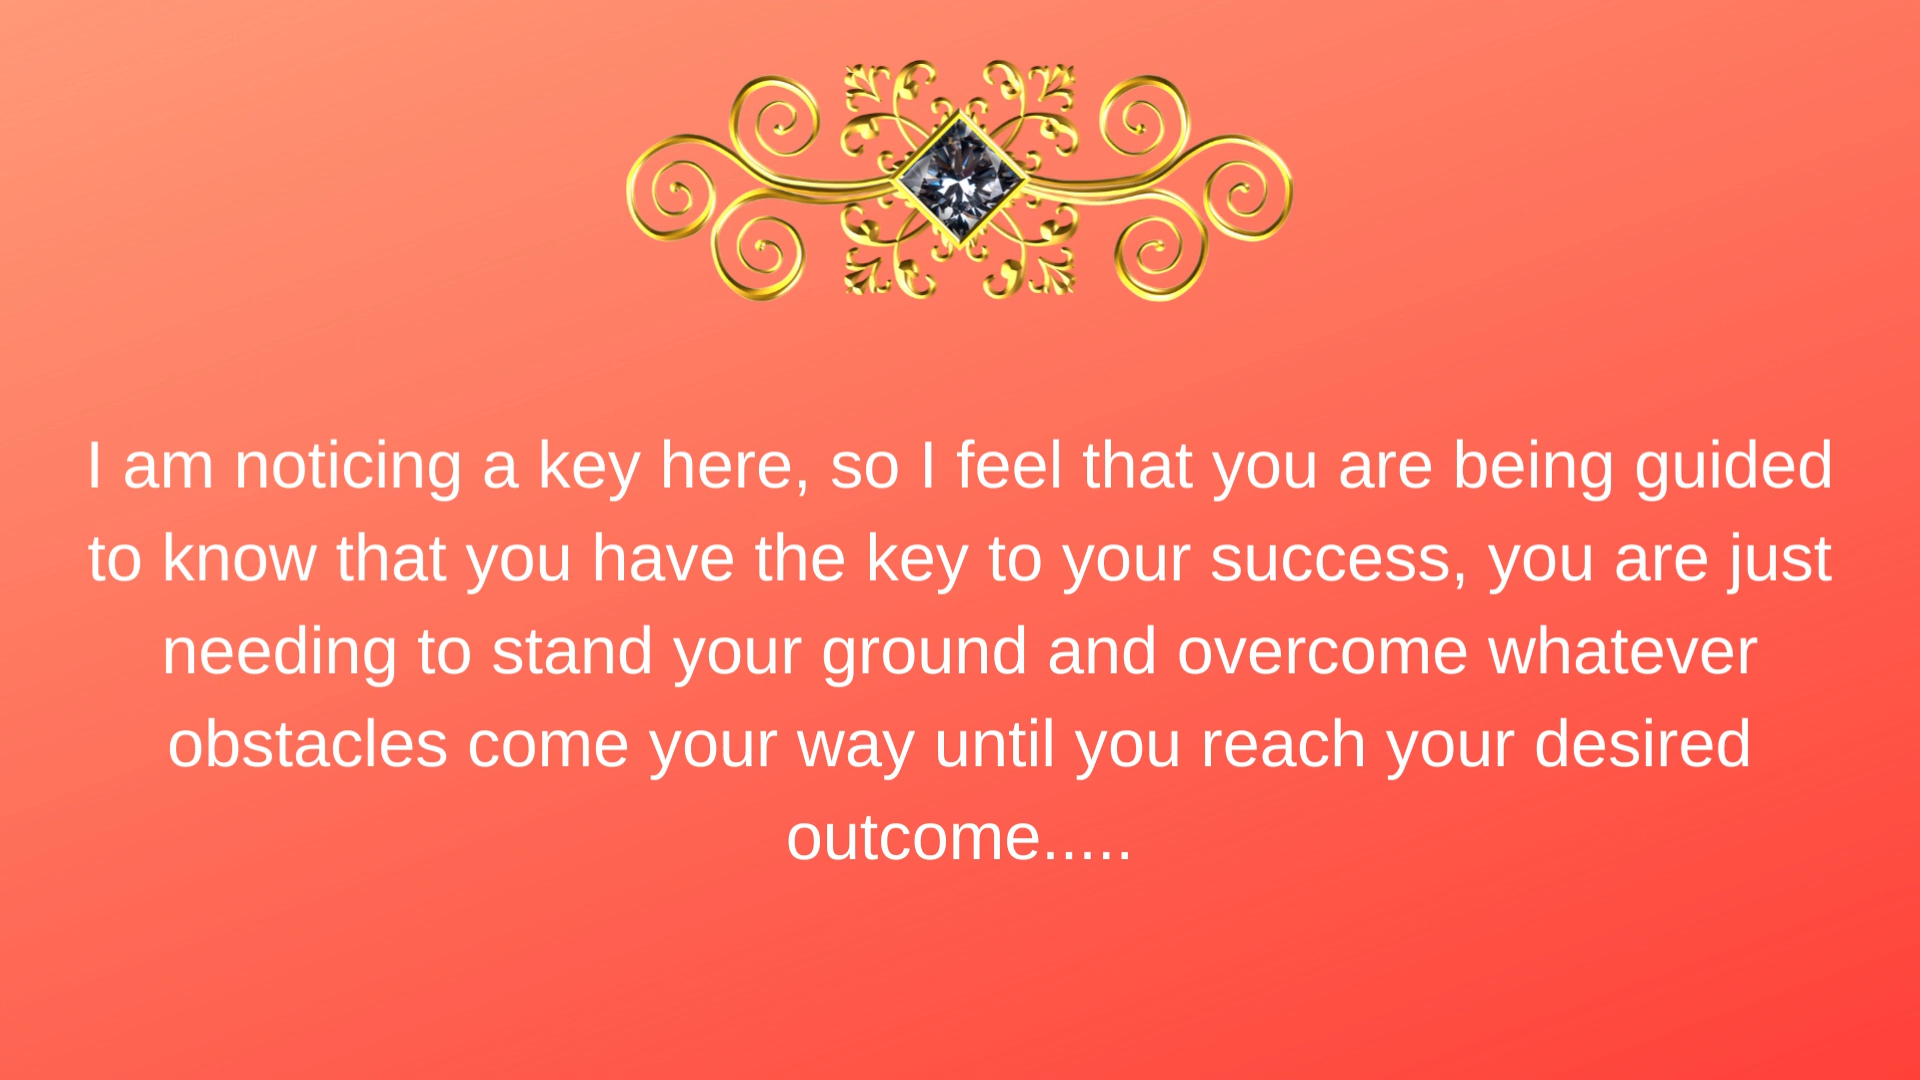 I am noticing a key here, so I feel that you are being guided
to know that you have the key to your success, you are just
needing to stand your ground and overcome whatever
obstacles come your way until you reach your desired
outcome.....